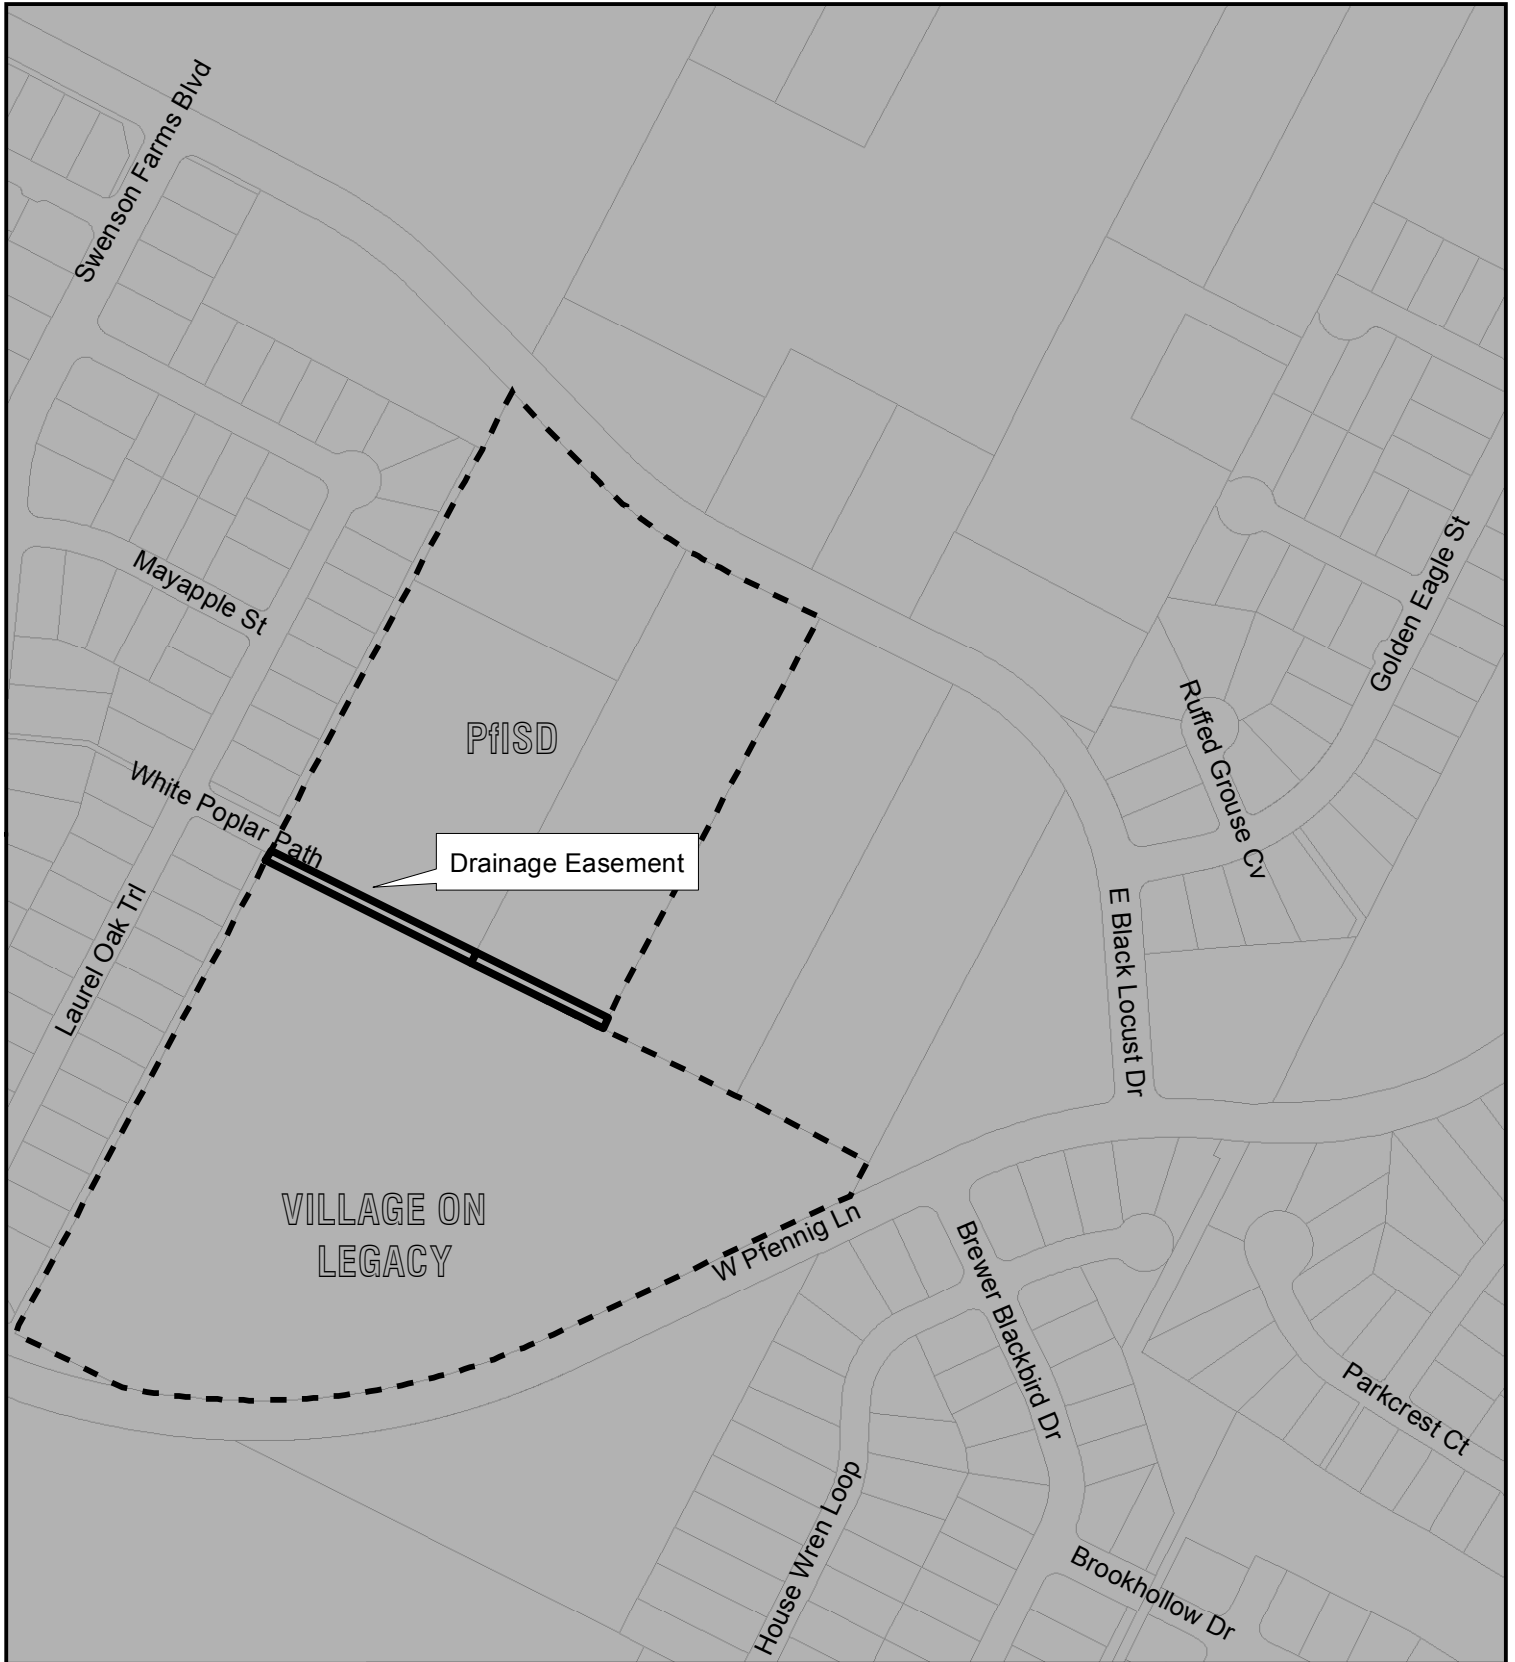 Swenson Farms Blvd
Mayapple St
Golden Eagle St
Ruffed Grouse Cv
PfISD
White Poplar Path
Drainage Easement
Laurel Oak Trl
E Black Locust Dr
VILLAGE ON
LEGACY
W Pfennig Ln
Brewer Blackbird Dr
Parkcrest Ct
House Wren Loop
Brookhollow Dr